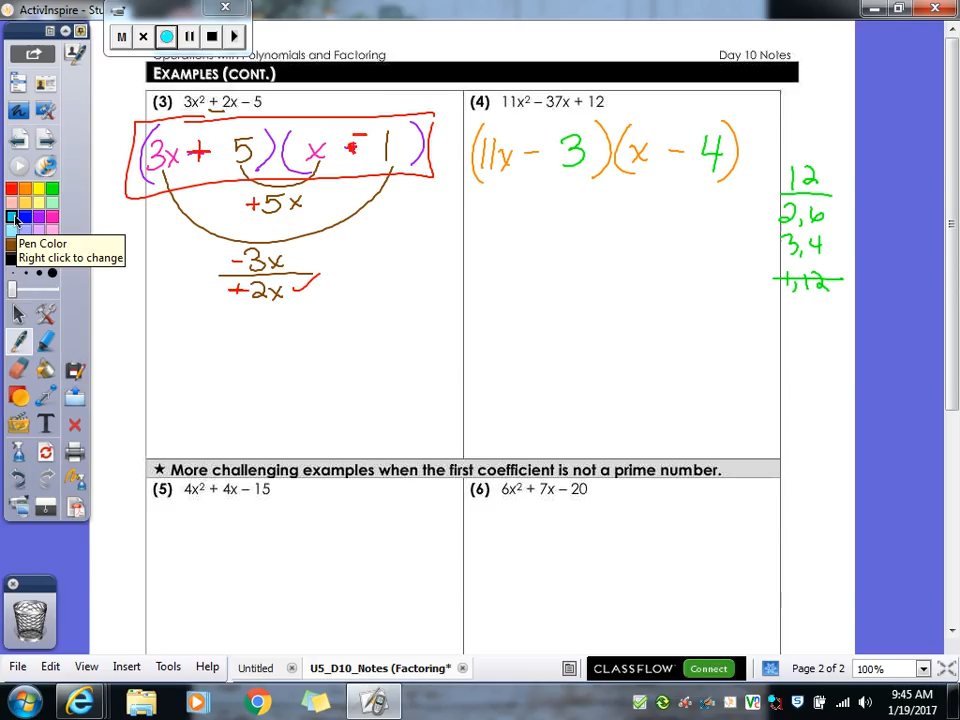 ActivInspire - Stu
M
Operations with Polynomials and Factoring
Day 10 Notes
EXAMPLES (CONT.)
(3) 3x² + 2x – 5
(3x + 5)(x - 1)
+5x
-3x
+2x ✓
(4) 11x² – 37x + 12
(11x - 3)(x - 4)
12
2,6
3,4
1,12
Pen Color
Right click to change
★ More challenging examples when the first coefficient is not a prime number.
(5) 4x² + 4x – 15
(6) 6x² + 7x – 20
File Edit View Insert Tools Help
Untitled
U5_D10_Notes (Factoring*
CLASSFLOW Connect
Page 2 of 2
100%
9:45 AM
1/19/2017